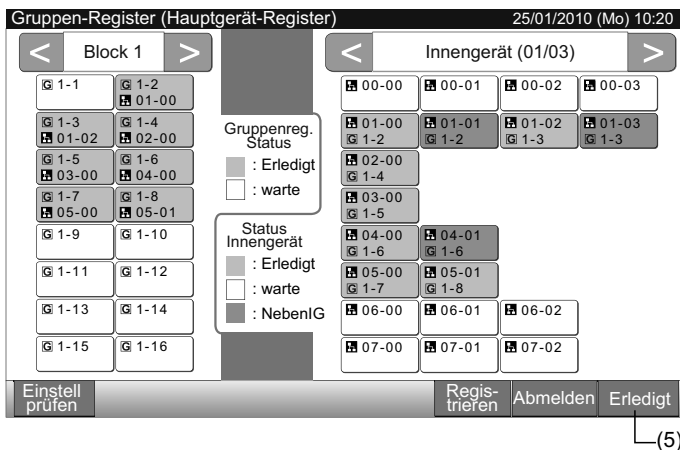 Gruppen-Register (Hauptgerät-Register) 25/01/2010 (Mo) 10:20
< Block 1 >
G 1-1 G 1-2
01-00
G 1-3 G 1-4
01-02 02-00
G 1-5 G 1-6
03-00 04-00
G 1-7 G 1-8
05-00 05-01
G 1-9 G 1-10
G 1-11 G 1-12
G 1-13 G 1-14
G 1-15 G 1-16
Gruppenreg.
Status
: Erledigt
: warte
Status
Innengerät
: Erledigt
: warte
: NebenIG
< Innengerät (01/03) >
00-00 00-01 00-02 00-03
01-00 01-01 01-02 01-03
G 1-2 G 1-2 G 1-3 G 1-3
02-00
G 1-4
03-00
G 1-5
04-00 04-01
G 1-6 G 1-6
05-00 05-01
G 1-7 G 1-8
06-00 06-01 06-02
07-00 07-01 07-02
Einstell
prüfen
Regis-
trieren
Abmelden
Erledigt
(5)